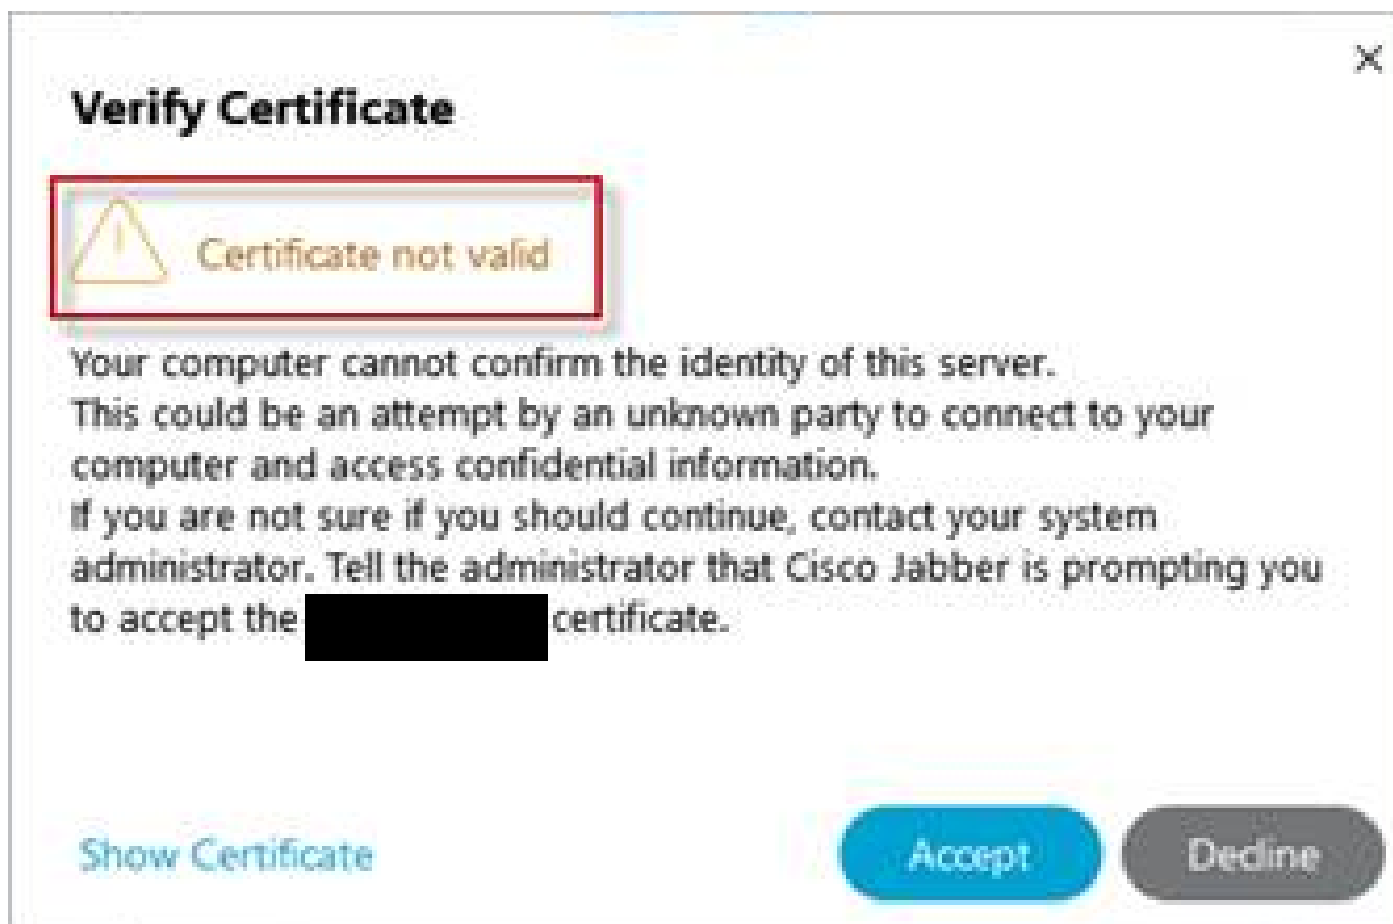 Verify Certificate
Certificate not valid
Your computer cannot confirm the identity of this server.
This could be an attempt by an unknown party to connect to your
computer and access confidential information.
If you are not sure if you should continue, contact your system
administrator. Tell the administrator that Cisco Jabber is prompting you
to accept the certificate.
Show Certificate
Accept
Decline